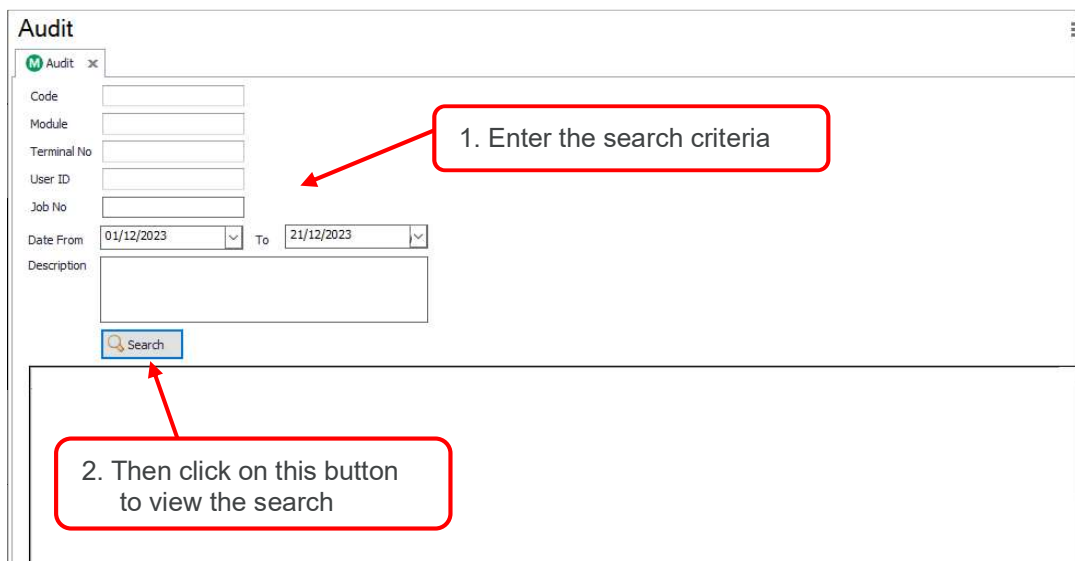 Audit
M Audit x
Code
Module
1. Enter the search criteria
Terminal No
User ID
Job No
Date From 01/12/2023 To 21/12/2023
Description
Search
2. Then click on this button
to view the search